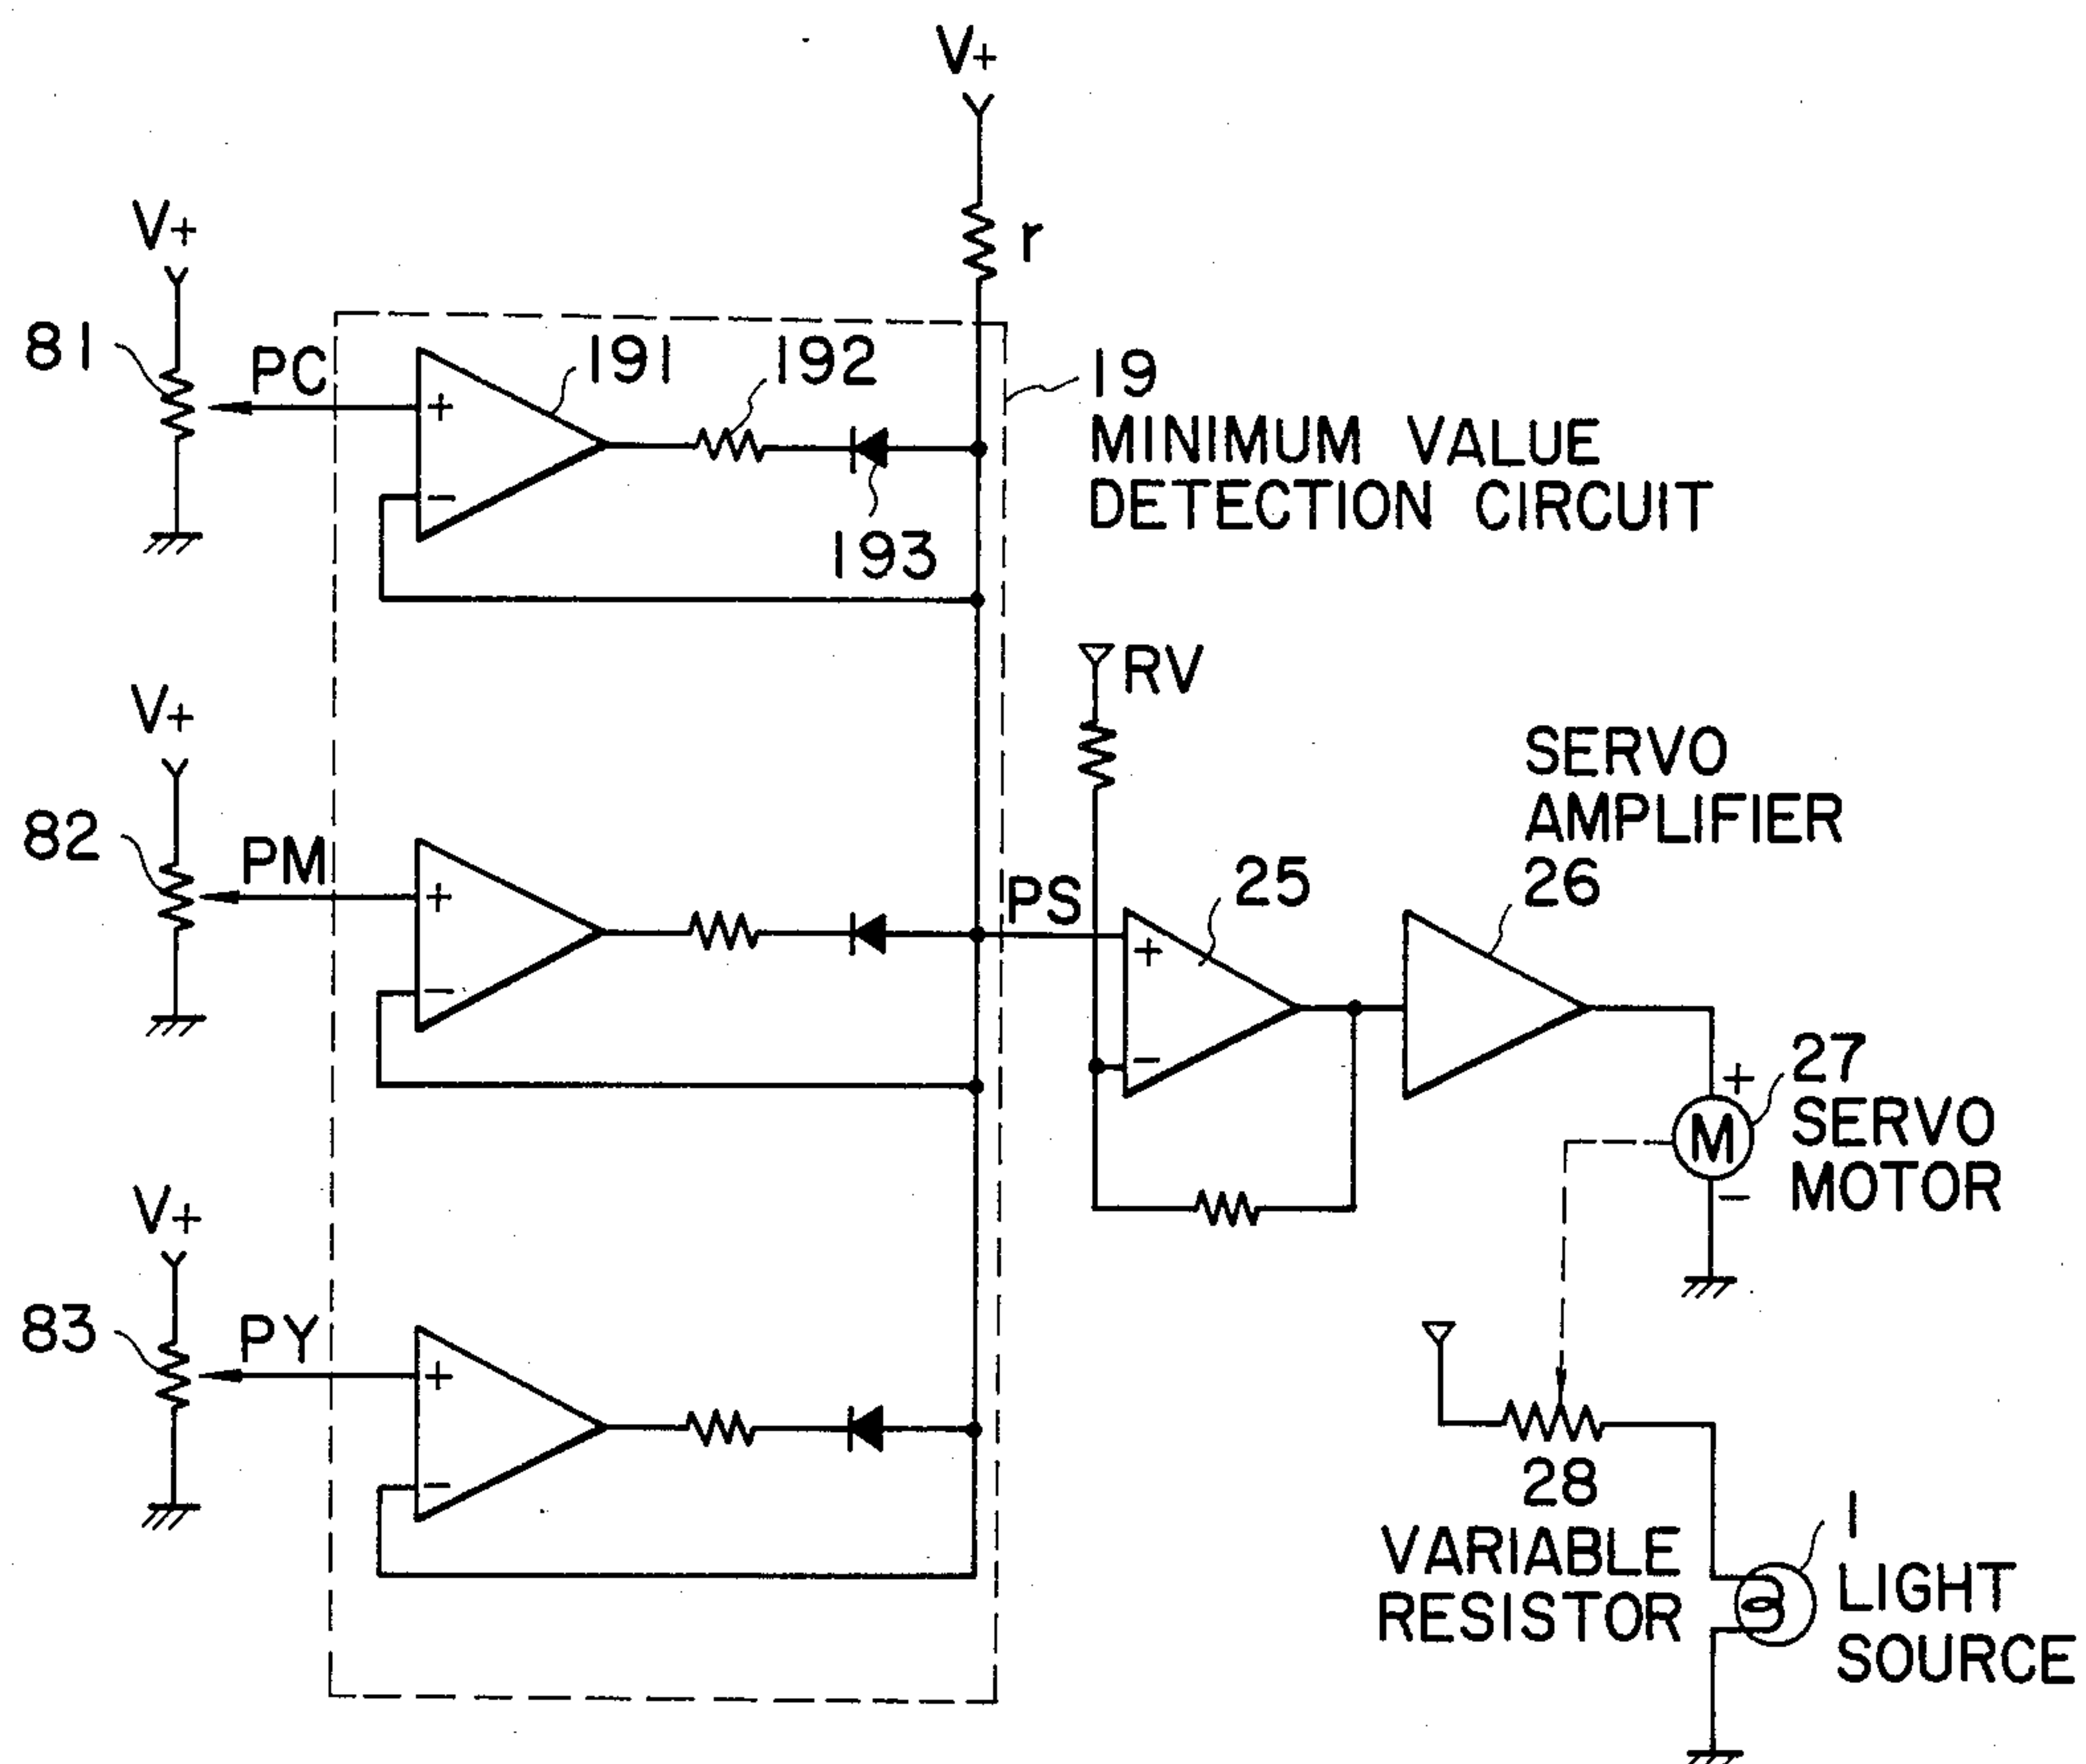 V+
r
V+
81
PC
+
-
191
192
193
19
MINIMUM VALUE
DETECTION CIRCUIT
V+
82
PM
+
-
RV
PS
+
-
25
SERVO
AMPLIFIER
26
+
M
-
27
SERVO
MOTOR
V+
83
PY
+
-
28
VARIABLE
RESISTOR
1
LIGHT
SOURCE